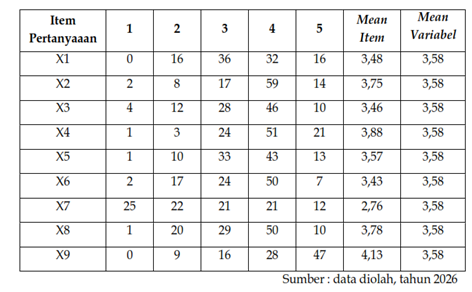 Item Pertanyaaan 1 2 3 4 5 Mean Item Mean Variabel
X1 0 16 36 32 16 3,48 3,58
X2 2 8 17 59 14 3,75 3,58
X3 4 12 28 46 10 3,46 3,58
X4 1 3 24 51 21 3,88 3,58
X5 1 10 33 43 13 3,57 3,58
X6 2 17 24 50 7 3,43 3,58
X7 25 22 21 21 12 2,76 3,58
X8 1 20 29 50 10 3,78 3,58
X9 0 9 16 28 47 4,13 3,58
Sumber : data diolah, tahun 2026